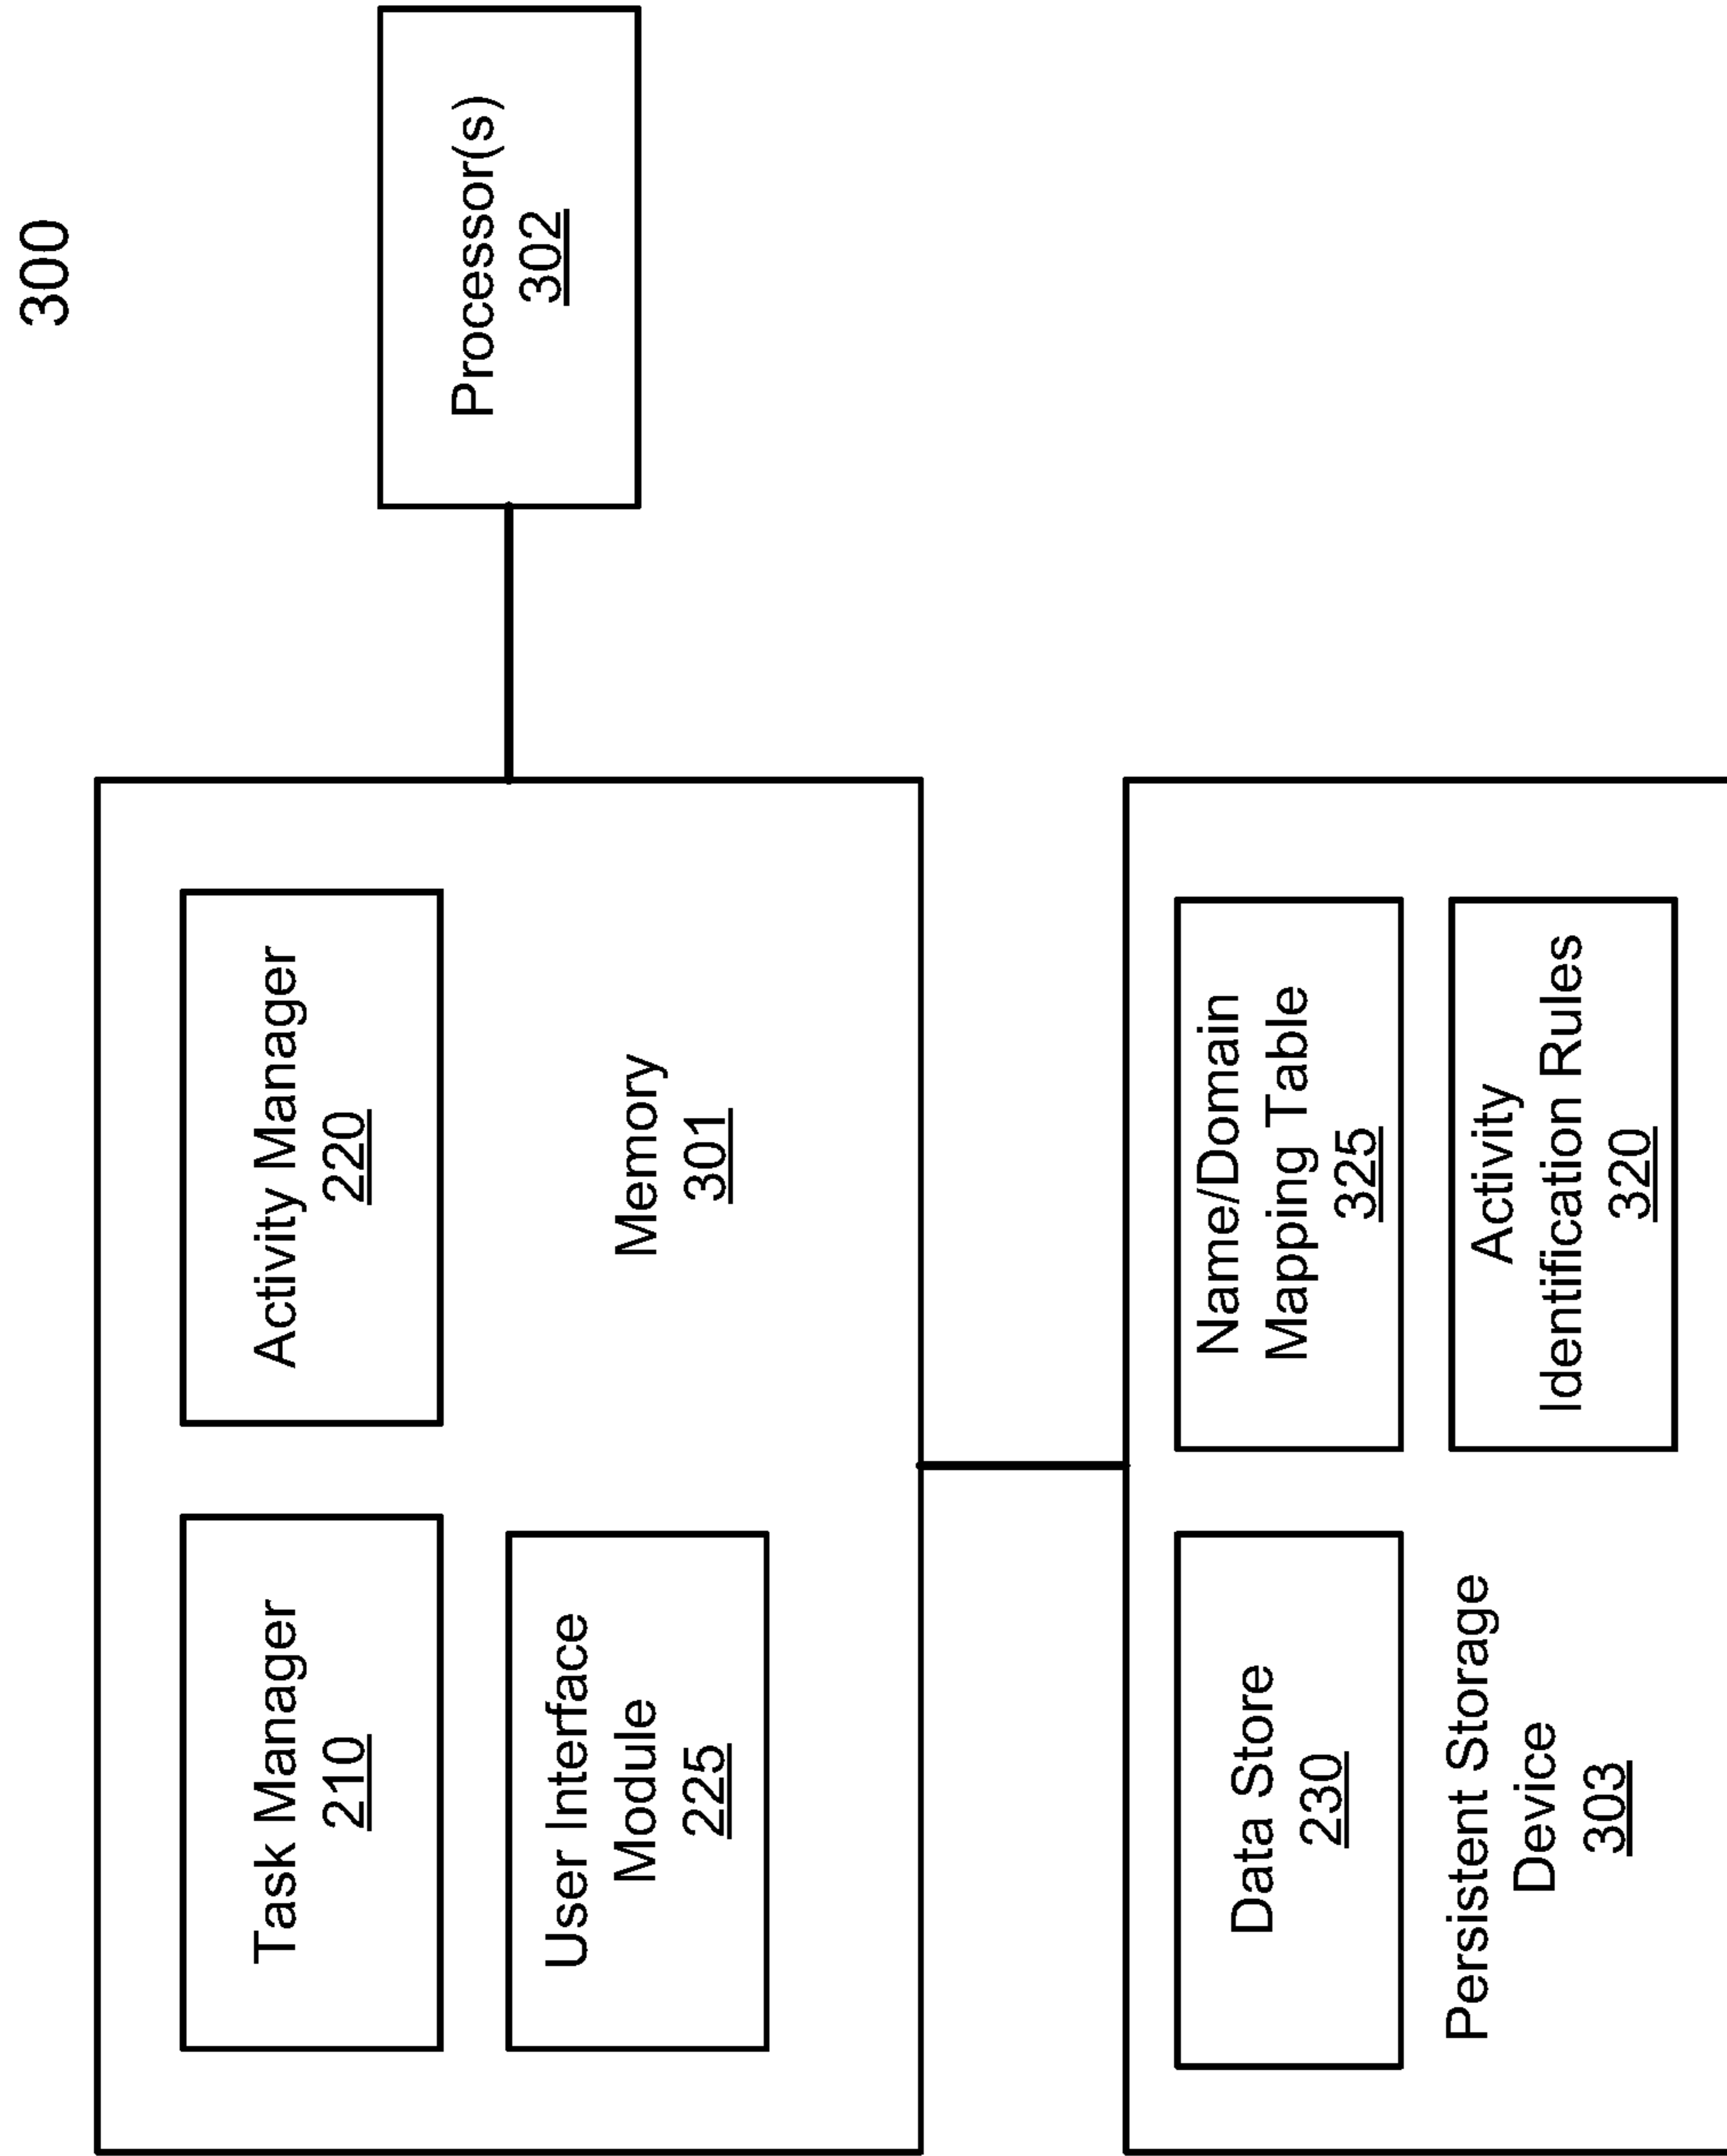 300
Processor(s)
302
Task Manager
210
Activity Manager
220
User Interface
Module
225
Memory
301
Data Store
230
Name/Domain
Mapping Table
325
Persistent Storage
Device
303
Activity
Identification Rules
320